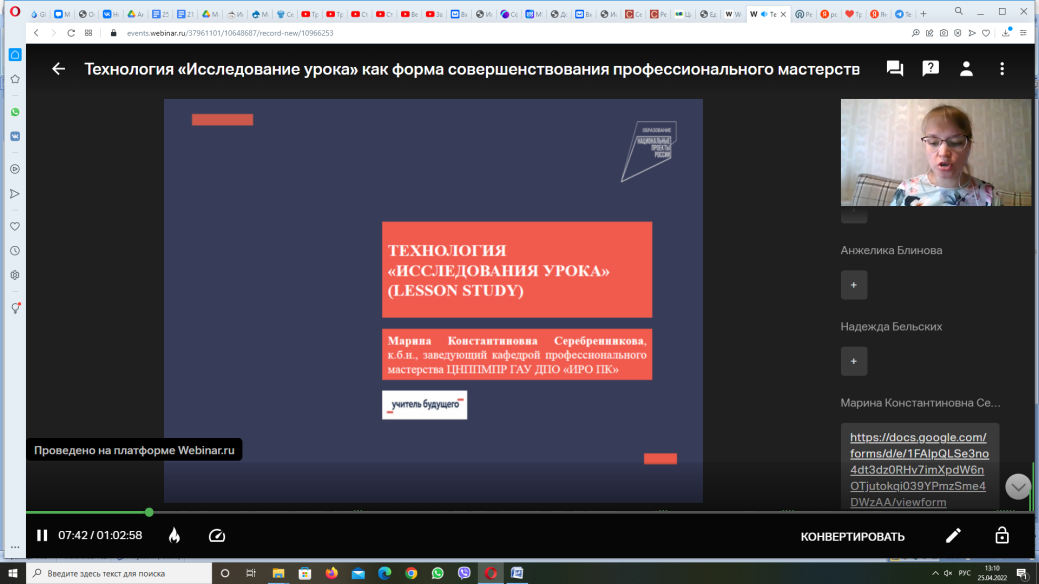 events.webinar.ru/37961101/10648687/record-new/10966253
Технология «Исследование урока» как форма совершенствования профессионального мастерств
ОБРАЗОВАНИЕ
НАЦИОНАЛЬНЫЕ
ПРОЕКТЫ
РОССИИ
ТЕХНОЛОГИЯ
«ИССЛЕДОВАНИЯ УРОКА»
(LESSON STUDY)
Марина Константиновна Серебренникова,
к.б.н., заведующий кафедрой профессионального
мастерства ЦНППМПР ГАУ ДПО «ИРО ПК»
учитель будущего
Анжелика Блинова
+
Надежда Бельских
+
Марина Константиновна Се...
https://docs.google.com/
forms/d/e/1FAIpQLSe3no
4dt3dz0RHv7imXpdW6n
OTjutokqi039YPmzSme4
DWzAA/viewform
Проведено на платформе Webinar.ru
07:42 / 01:02:58
КОНВЕРТИРОВАТЬ
Введите здесь текст для поиска
РУС
13:10
25.04.2022